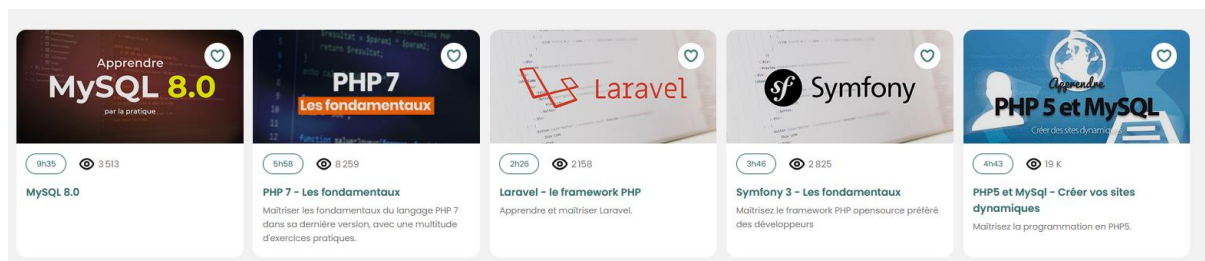 Apprendre
MySQL 8.0
par la pratique
9h35
3 513
MySQL 8.0
PHP 7
Les fondamentaux
5h58
8 259
PHP 7 - Les fondamentaux
Maîtriser les fondamentaux du langage PHP 7
dans sa dernière version, avec une multitude
d'exercices pratiques.
Laravel
2h26
2 158
Laravel - le framework PHP
Apprendre et maîtriser Laravel.
sf Symfony
3h46
2 825
Symfony 3 - Les fondamentaux
Maîtrisez le framework PHP opensource préféré
des développeurs
Apprendre
PHP 5 et MySQL
Créer des sites dynamiques
4h43
19 K
PHP5 et MySql - Créer vos sites
dynamiques
Maîtrisez la programmation en PHP5.